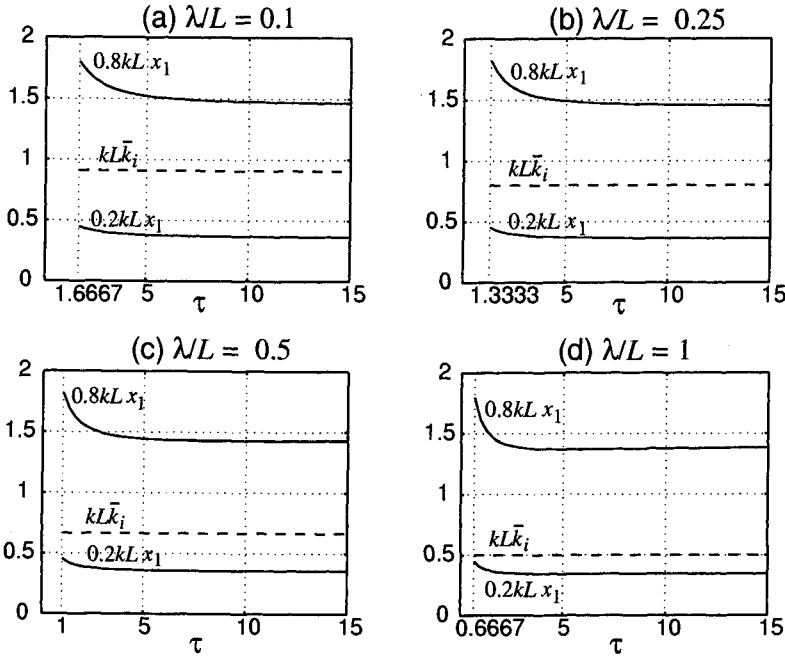 (a) λ/L = 0.1
2
1.5
1
0.5
0
0.8kL x₁
kLk̄ᵢ
0.2kL x₁
1.6667 5 10 15
τ
(b) λ/L = 0.25
2
1.5
1
0.5
0
0.8kL x₁
kLk̄ᵢ
0.2kL x₁
1.3333 5 10 15
τ
(c) λ/L = 0.5
2
1.5
1
0.5
0
0.8kL x₁
kLk̄ᵢ
0.2kL x₁
1 5 10 15
τ
(d) λ/L = 1
2
1.5
1
0.5
0
0.8kL x₁
kLk̄ᵢ
0.2kL x₁
0.6667 5 10 15
τ